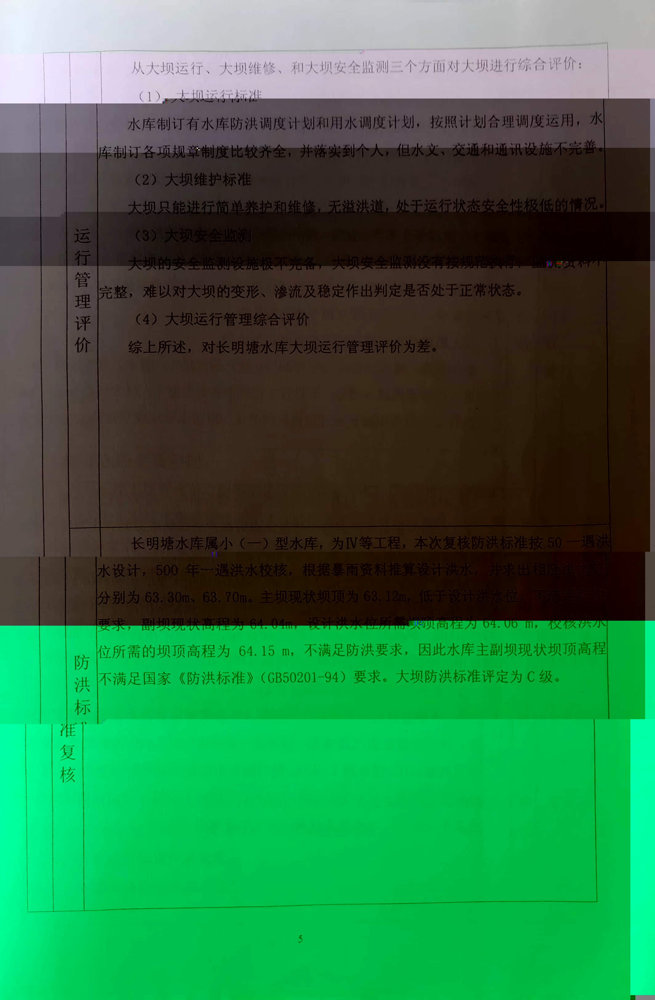 从大坝运行、大坝维修、和大坝安全监测三个方面对大坝进行综合评价：
（1）大坝运行标准
水库制订有水库防洪调度计划和用水调度计划，按照计划合理调度运用，水
库制订各项规章制度比较齐全，并落实到个人，但水文、交通和通讯设施不完善。
（2）大坝维护标准
大坝只能进行简单养护和维修，无溢洪道，处于运行状态安全性极低的情况。
（3）大坝安全监测
大坝的安全监测设施极不完备，大坝安全监测没有按规范执行，监测资料不
完整，难以对大坝的变形、渗流及稳定作出判定是否处于正常状态。
（4）大坝运行管理综合评价
综上所述，对长明塘水库大坝运行管理评价为差。
运行管理评价
长明塘水库属小（一）型水库，为Ⅳ等工程，本次复核防洪标准按 50 一遇洪
水设计，500 年一遇洪水校核，根据暴雨资料推算设计洪水，并求出相应洪水位
分别为 63.30m、63.70m。主坝现状坝顶为 63.12m，低于设计洪水位，不满足防洪
要求，副坝现状高程为 64.04m，设计洪水位所需坝顶高程为 64.06 m，校核洪水
位所需的坝顶高程为 64.15 m，不满足防洪要求，因此水库主副坝现状坝顶高程
不满足国家《防洪标准》（GB50201-94）要求。大坝防洪标准评定为 C 级。
防洪标准复核
5